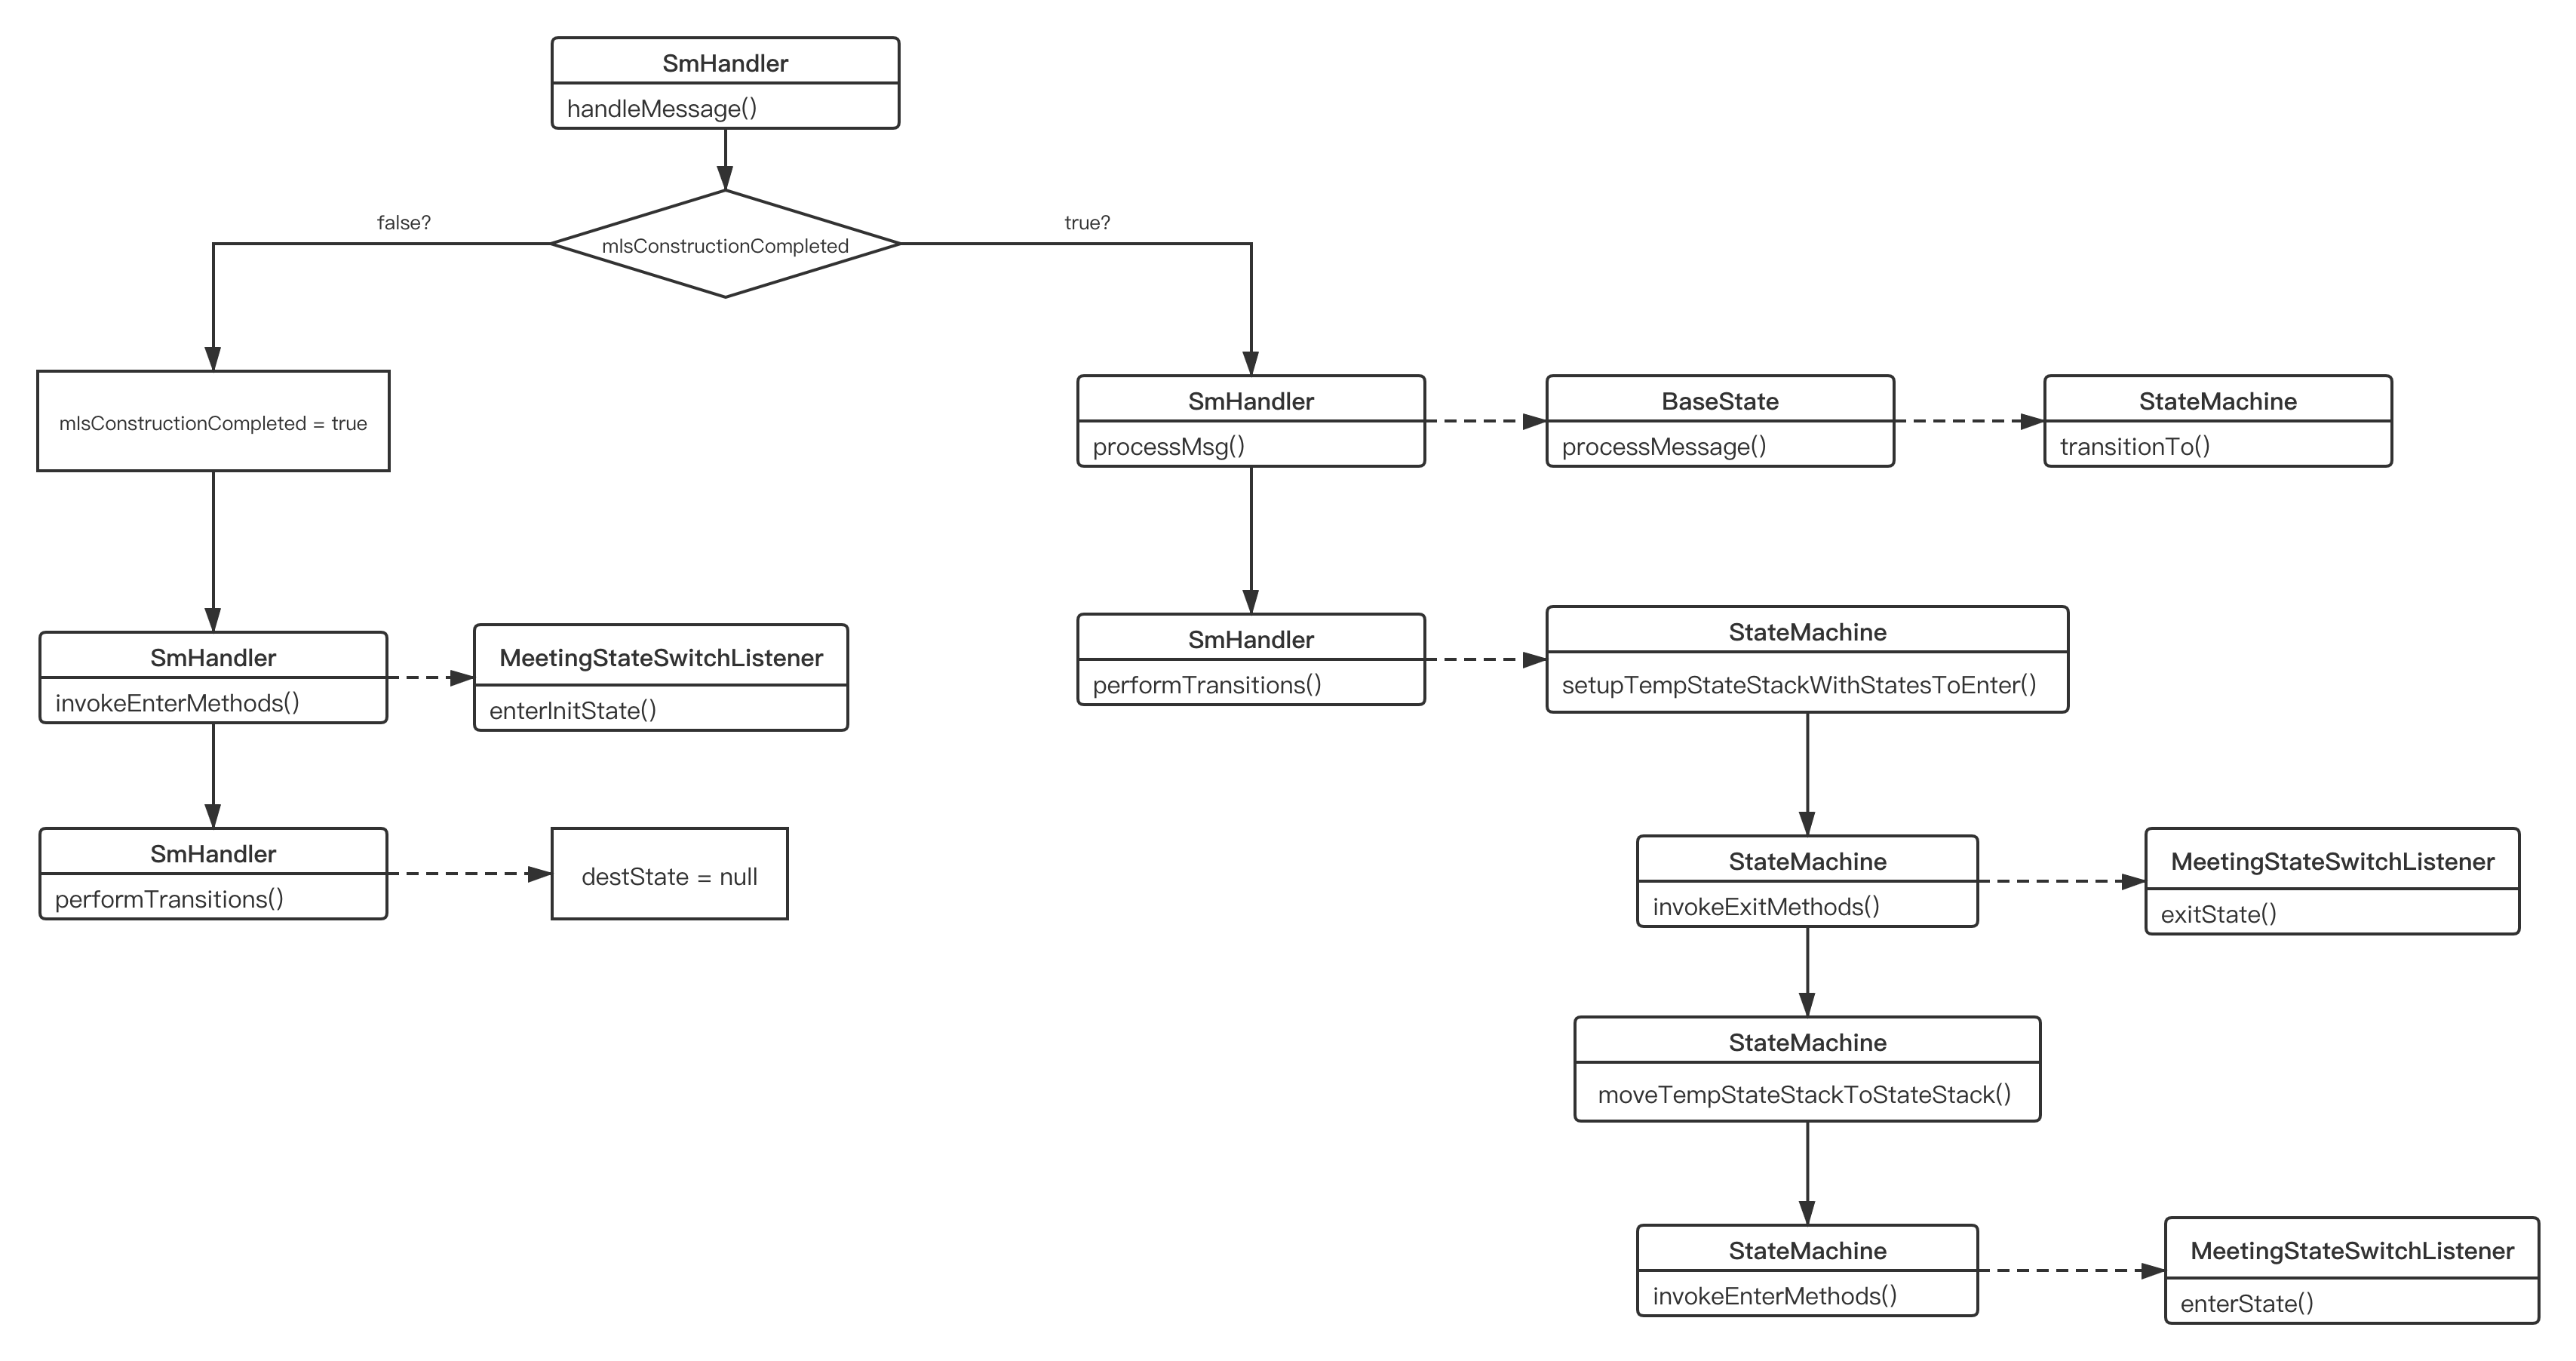 SmHandler
handleMessage()
false?
true?
mIsConstructionCompleted
mIsConstructionCompleted = true
SmHandler
processMsg()
BaseState
processMessage()
StateMachine
transitionTo()
SmHandler
invokeEnterMethods()
MeetingStateSwitchListener
enterInitState()
SmHandler
performTransitions()
StateMachine
setupTempStateStackWithStatesToEnter()
SmHandler
performTransitions()
destState = null
StateMachine
invokeExitMethods()
MeetingStateSwitchListener
exitState()
StateMachine
moveTempStateStackToStateStack()
StateMachine
invokeEnterMethods()
MeetingStateSwitchListener
enterState()